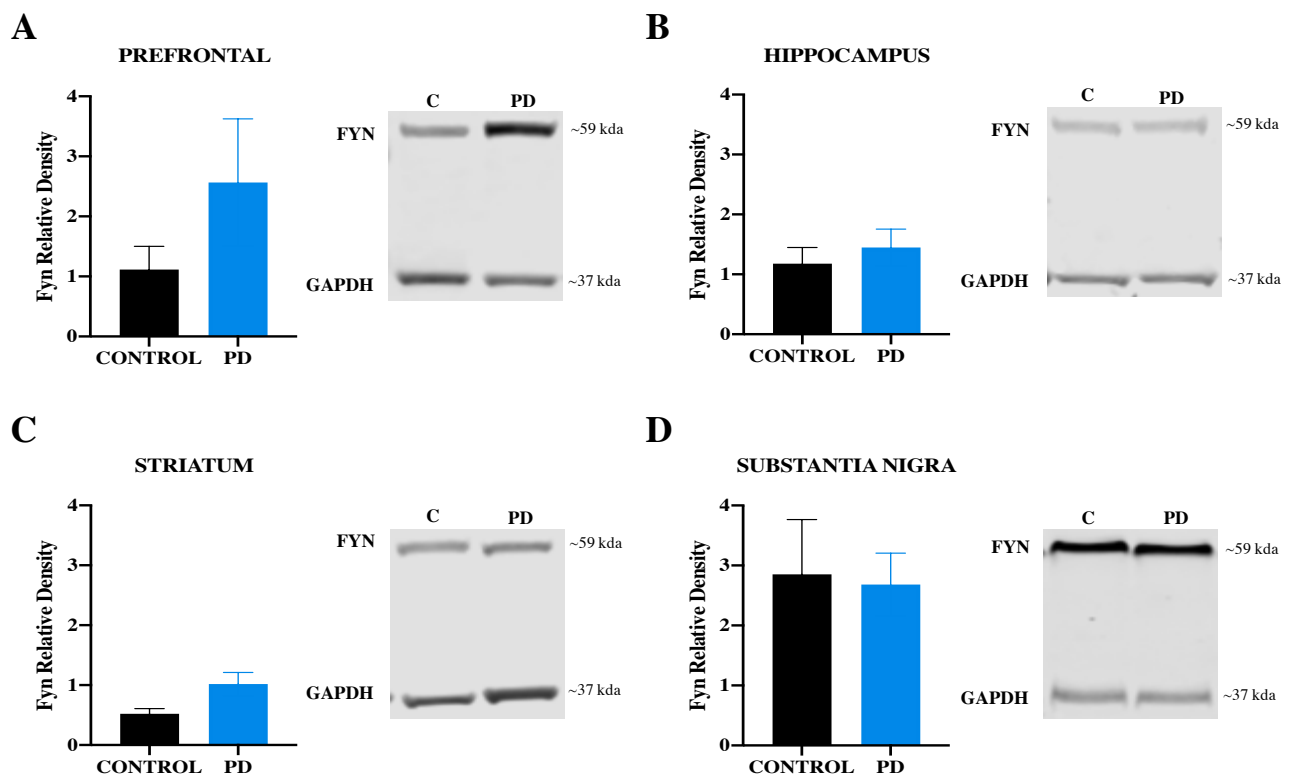 A
PREFRONTAL
Fyn Relative Density
4
3
2
1
0
CONTROL PD
C PD
FYN ~59 kda
GAPDH ~37 kda
B
HIPPOCAMPUS
Fyn Relative Density
4
3
2
1
0
CONTROL PD
C PD
FYN ~59 kda
GAPDH ~37 kda
C
STRIATUM
Fyn Relative Density
4
3
2
1
0
CONTROL PD
C PD
FYN ~59 kda
GAPDH ~37 kda
D
SUBSTANTIA NIGRA
Fyn Relative Density
4
3
2
1
0
CONTROL PD
C PD
FYN ~59 kda
GAPDH ~37 kda